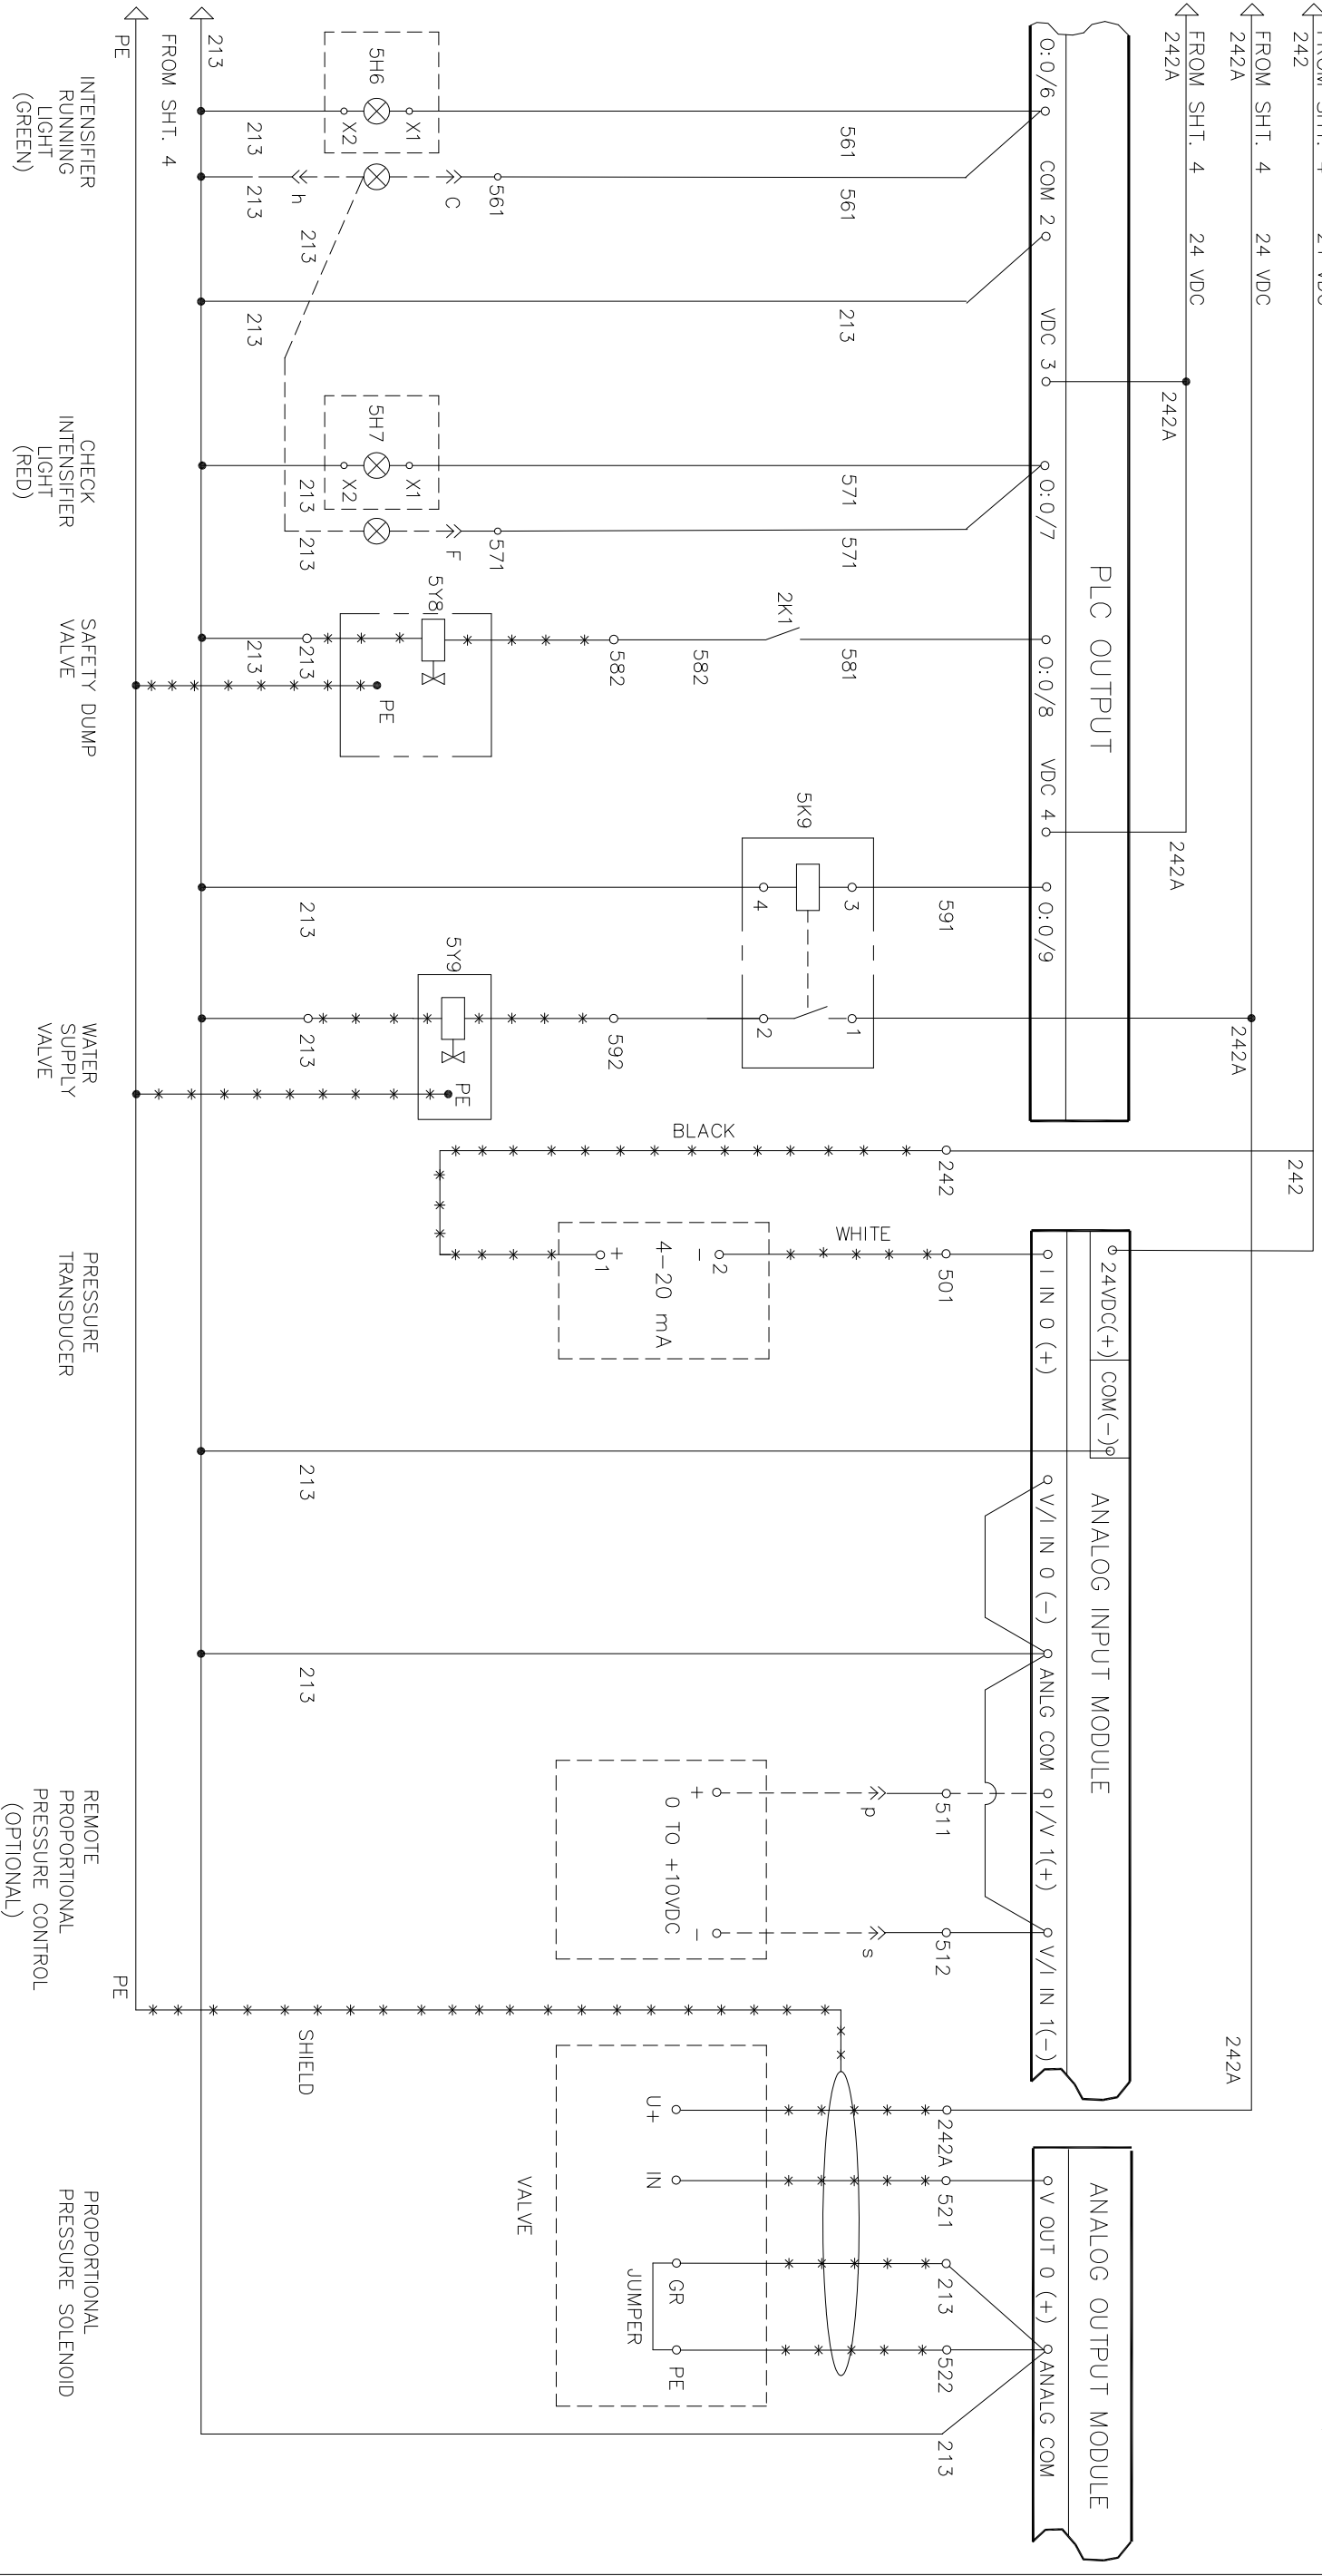 FROM SHT. 4 24 VDC
242
FROM SHT. 4 24 VDC
242A
FROM SHT. 4 24 VDC
242A
242A
242A
242A
242
242A
PLC OUTPUT
O:0/6
COM 2
VDC 3
O:0/7
O:0/8
VDC 4
O:0/9
ANALOG INPUT MODULE
24VDC(+)
COM(-)
I IN 0 (+)
V/I IN 0 (-)
ANLG COM
I/V 1(+)
V/I IN 1(-)
ANALOG OUTPUT MODULE
V OUT 0 (+)
ANALG COM
561
561
213
571
571
581
591
2K1
582
582
561
C
571
F
5H6
X1
X2
h
213
213
213
213
5H7
X1
X2
213
213
5Y8
PE
213
213
5K9
3
4
1
2
213
5Y9
PE
592
213
BLACK
242
WHITE
501
4-20 mA
+
1
-
2
213
213
0 TO +10VDC
+
-
p
s
511
512
242A
521
213
522
213
U+
IN
GR
PE
JUMPER
VALVE
SHIELD
PE
213
FROM SHT. 4
PE
INTENSIFIER
RUNNING
LIGHT
(GREEN)
CHECK
INTENSIFIER
LIGHT
(RED)
SAFETY DUMP
VALVE
WATER
SUPPLY
VALVE
PRESSURE
TRANSDUCER
REMOTE
PROPORTIONAL
PRESSURE CONTROL
(OPTIONAL)
PROPORTIONAL
PRESSURE SOLENOID